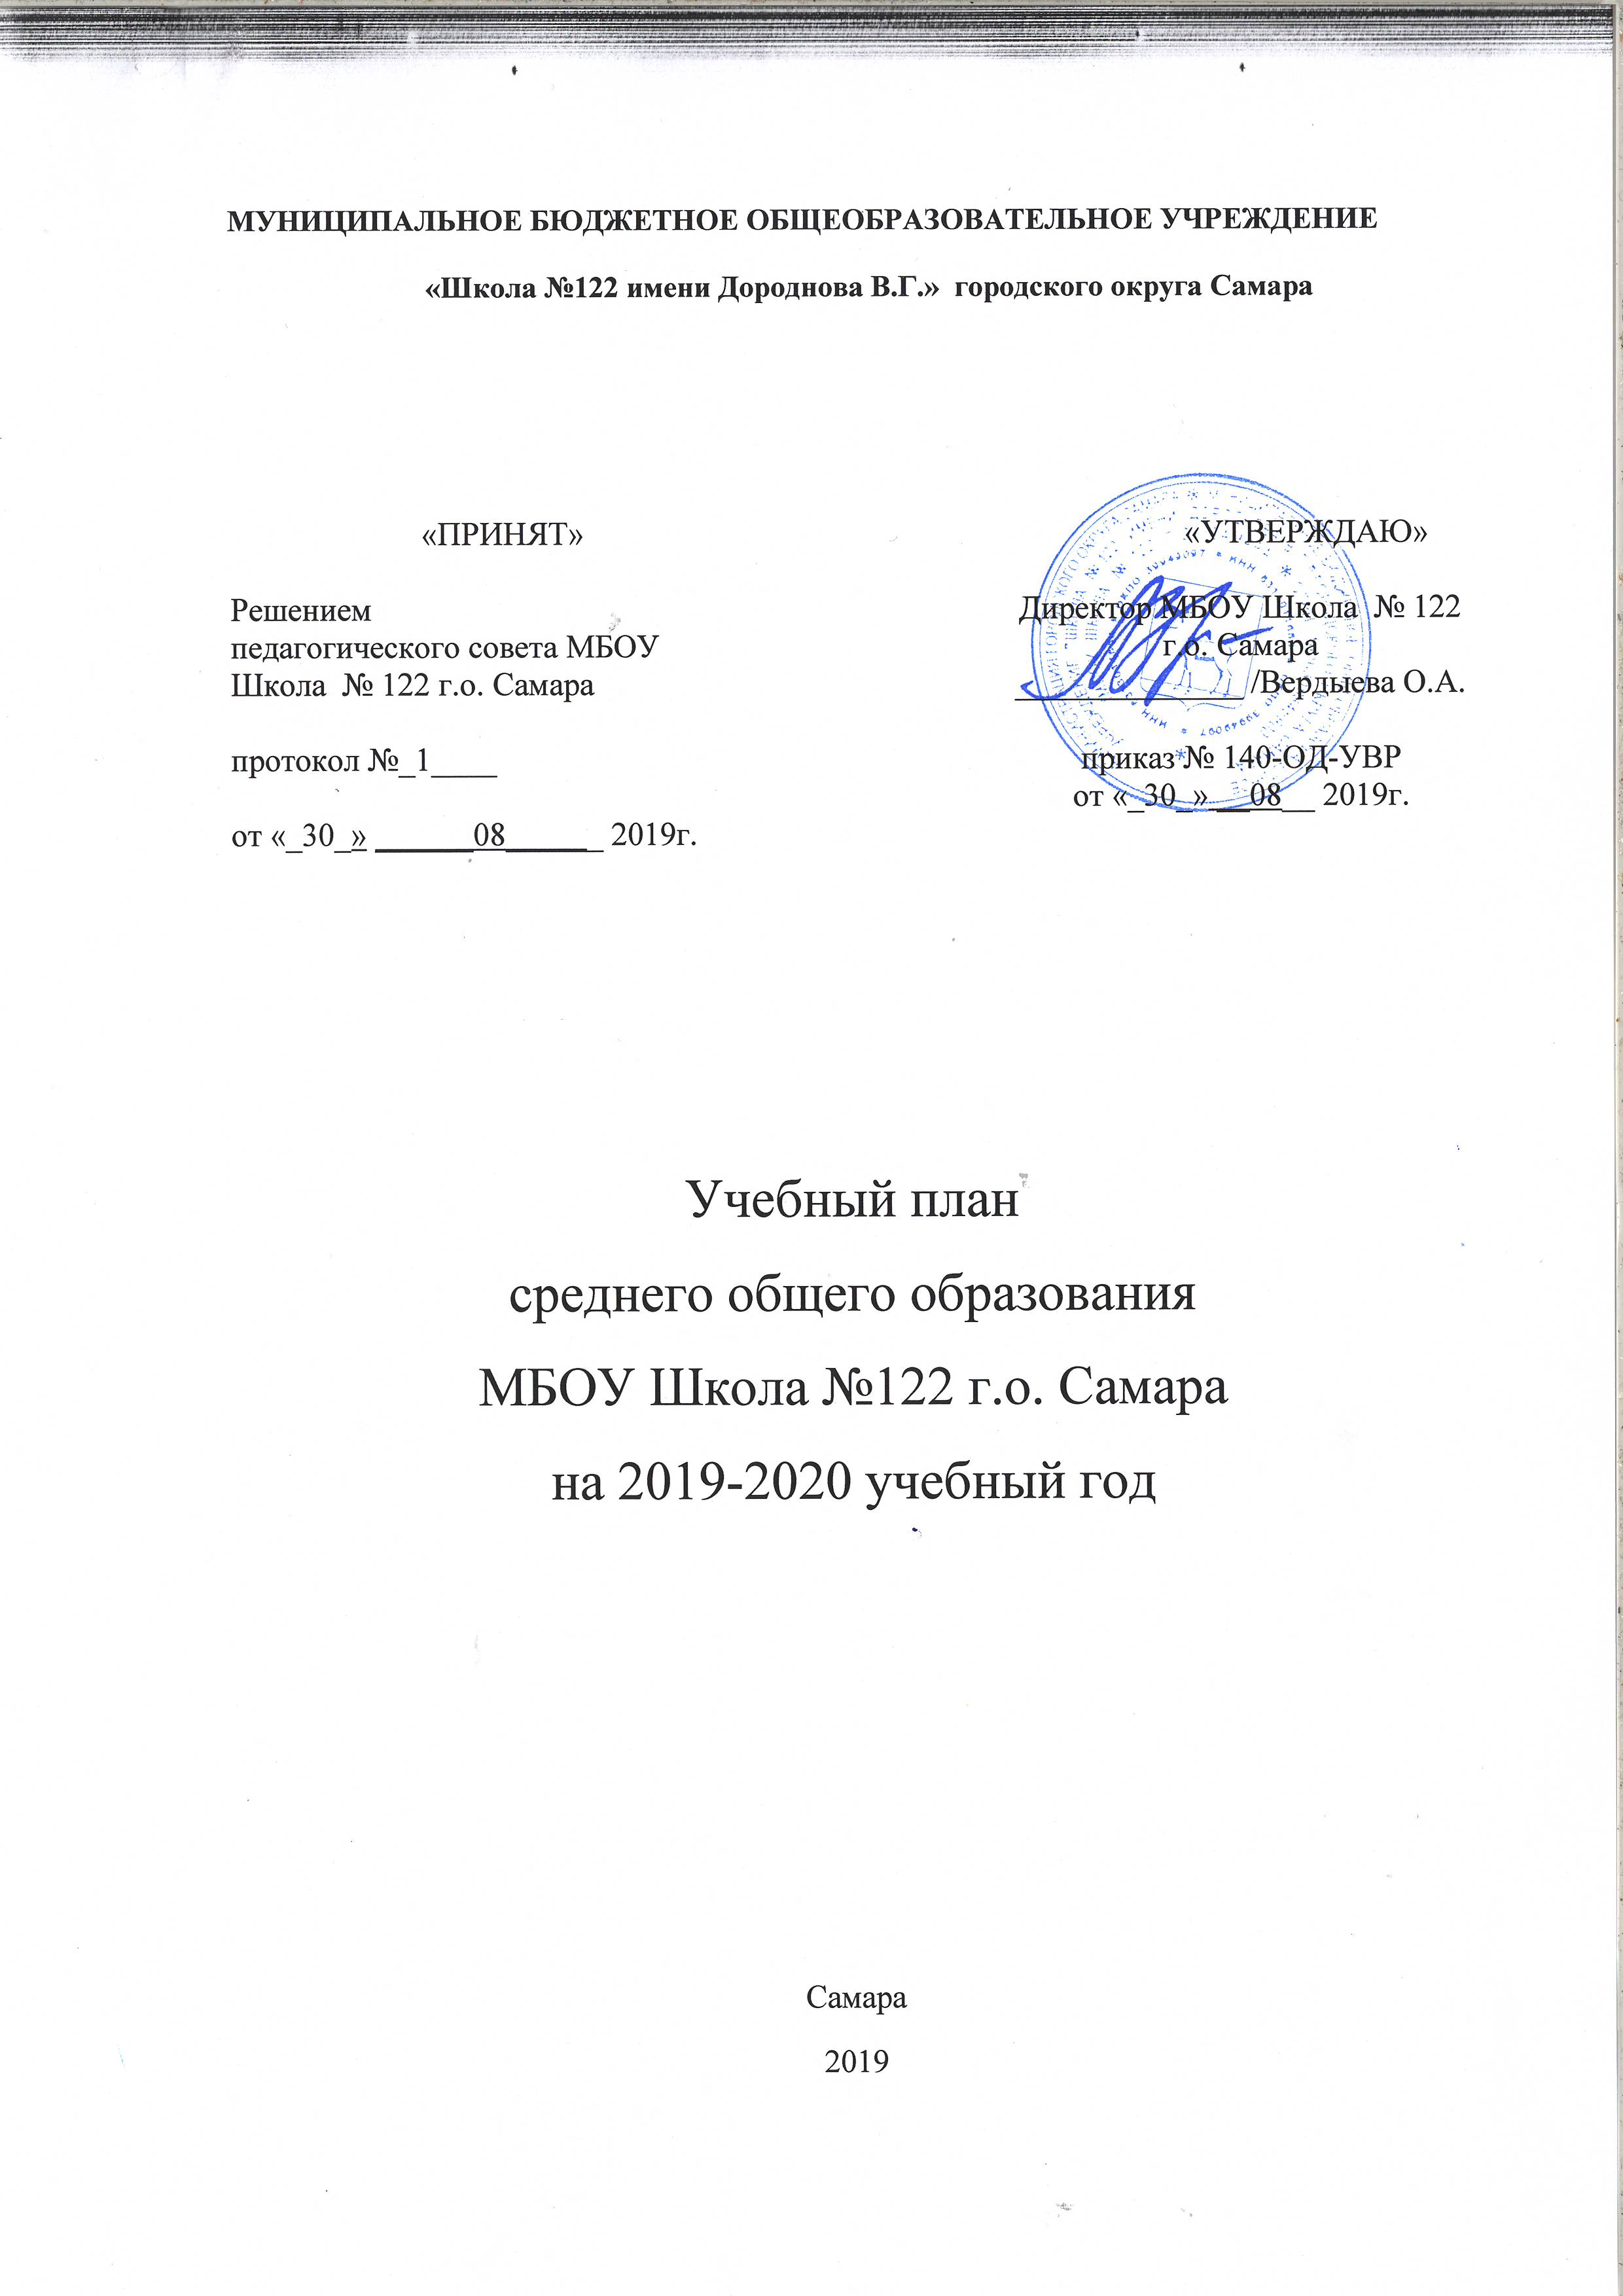 МУНИЦИПАЛЬНОЕ БЮДЖЕТНОЕ ОБЩЕОБРАЗОВАТЕЛЬНОЕ УЧРЕЖДЕНИЕ
«Школа №122 имени Дороднова В.Г.» городского округа Самара
«ПРИНЯТ»
Решением
педагогического совета МБОУ
Школа № 122 г.о. Самара
протокол №_1____
от «_30_» ______08______ 2019г.
«УТВЕРЖДАЮ»
Директор МБОУ Школа № 122
г.о. Самара
______________/Вердыева О.А.
приказ № 140-ОД-УВР
от «_30_»___08__ 2019г.
Учебный план
среднего общего образования
МБОУ Школа №122 г.о. Самара
на 2019-2020 учебный год
Самара
2019